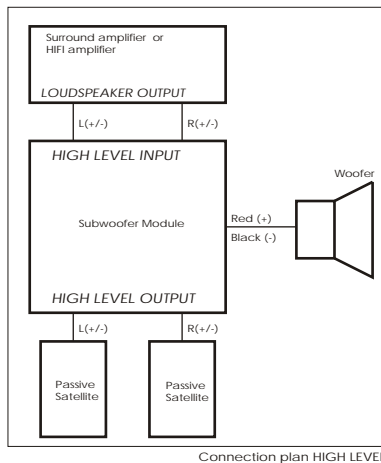 Surround amplifier or
HIFI amplifier
LOUDSPEAKER OUTPUT
L(+/-)
R(+/-)
HIGH LEVEL INPUT
Woofer
Red (+)
Subwoofer Module
Black (-)
HIGH LEVEL OUTPUT
L(+/-)
R(+/-)
Passive
Satellite
Passive
Satellite
Connection plan HIGH LEVEL